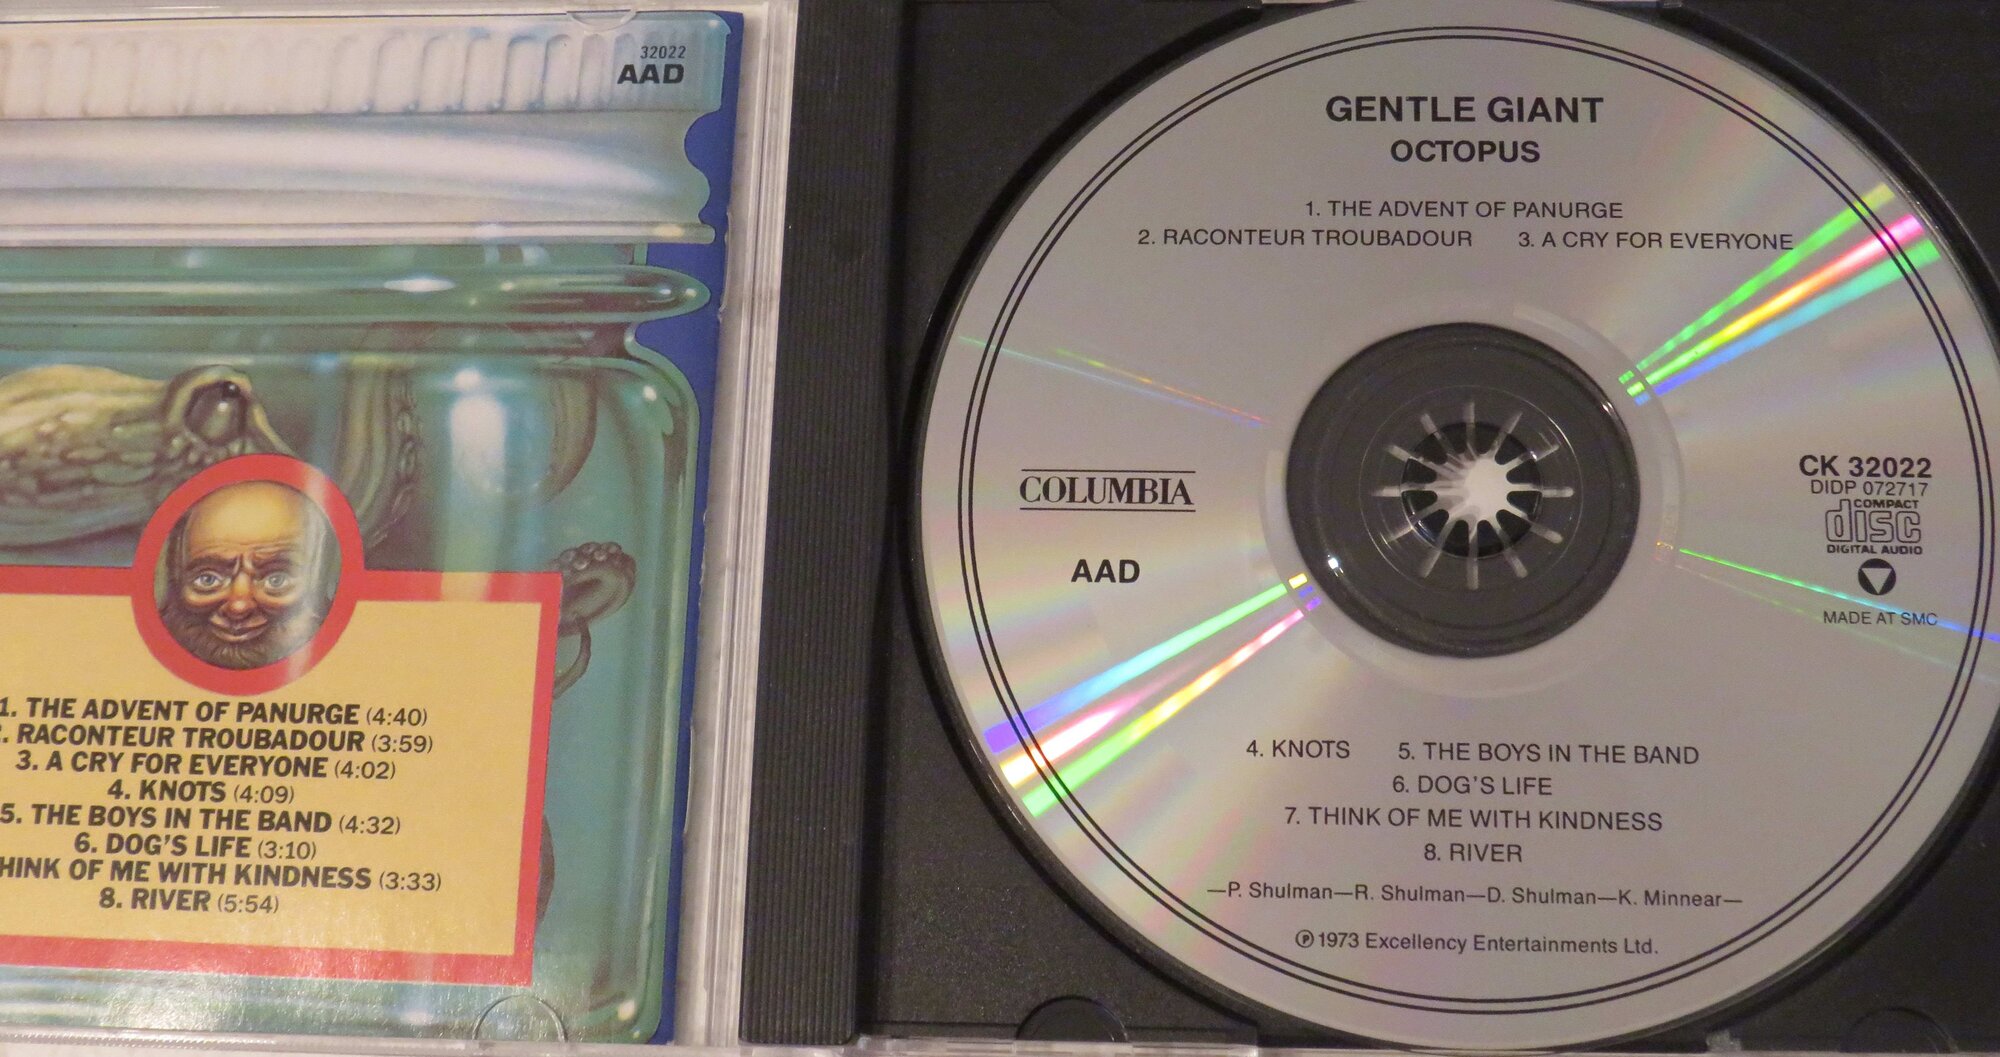 32022
AAD
1. THE ADVENT OF PANURGE (4:40)
. RACONTEUR TROUBADOUR (3:59)
3. A CRY FOR EVERYONE (4:02)
4. KNOTS (4:09)
5. THE BOYS IN THE BAND (4:32)
6. DOG'S LIFE (3:10)
HINK OF ME WITH KINDNESS (3:33)
8. RIVER (5:54)
GENTLE GIANT
OCTOPUS
1. THE ADVENT OF PANURGE
2. RACONTEUR TROUBADOUR 3. A CRY FOR EVERYONE
COLUMBIA
AAD
CK 32022
DIDP 072717
COMPACT
disc
DIGITAL AUDIO
MADE AT SMC
4. KNOTS 5. THE BOYS IN THE BAND
6. DOG'S LIFE
7. THINK OF ME WITH KINDNESS
8. RIVER
—P. Shulman—R. Shulman—D. Shulman—K. Minnear—
℗ 1973 Excellency Entertainments Ltd.